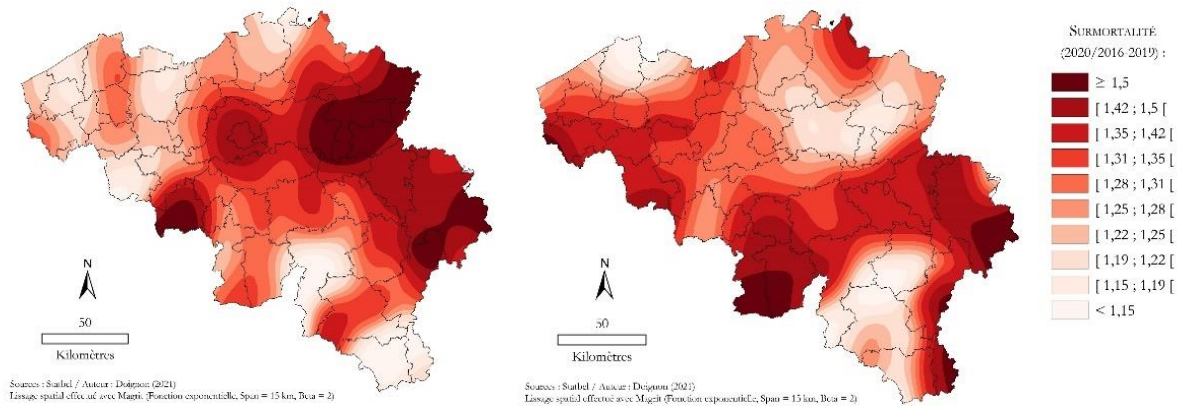 SURMORTALITÉ
(2020/2016-2019) :
≥ 1,5
[ 1,42 ; 1,5 [
[ 1,35 ; 1,42 [
[ 1,31 ; 1,35 [
[ 1,28 ; 1,31 [
[ 1,25 ; 1,28 [
[ 1,22 ; 1,25 [
[ 1,19 ; 1,22 [
[ 1,15 ; 1,19 [
< 1,15
N
50
Kilomètres
Sources : Statbel / Auteur : Doignon (2021)
Lissage spatial effectué avec Magrit (Fonction exponentielle, Span = 15 km, Beta = 2)
N
50
Kilomètres
Sources : Statbel / Auteur : Doignon (2021)
Lissage spatial effectué avec Magrit (Fonction exponentielle, Span = 15 km, Beta = 2)